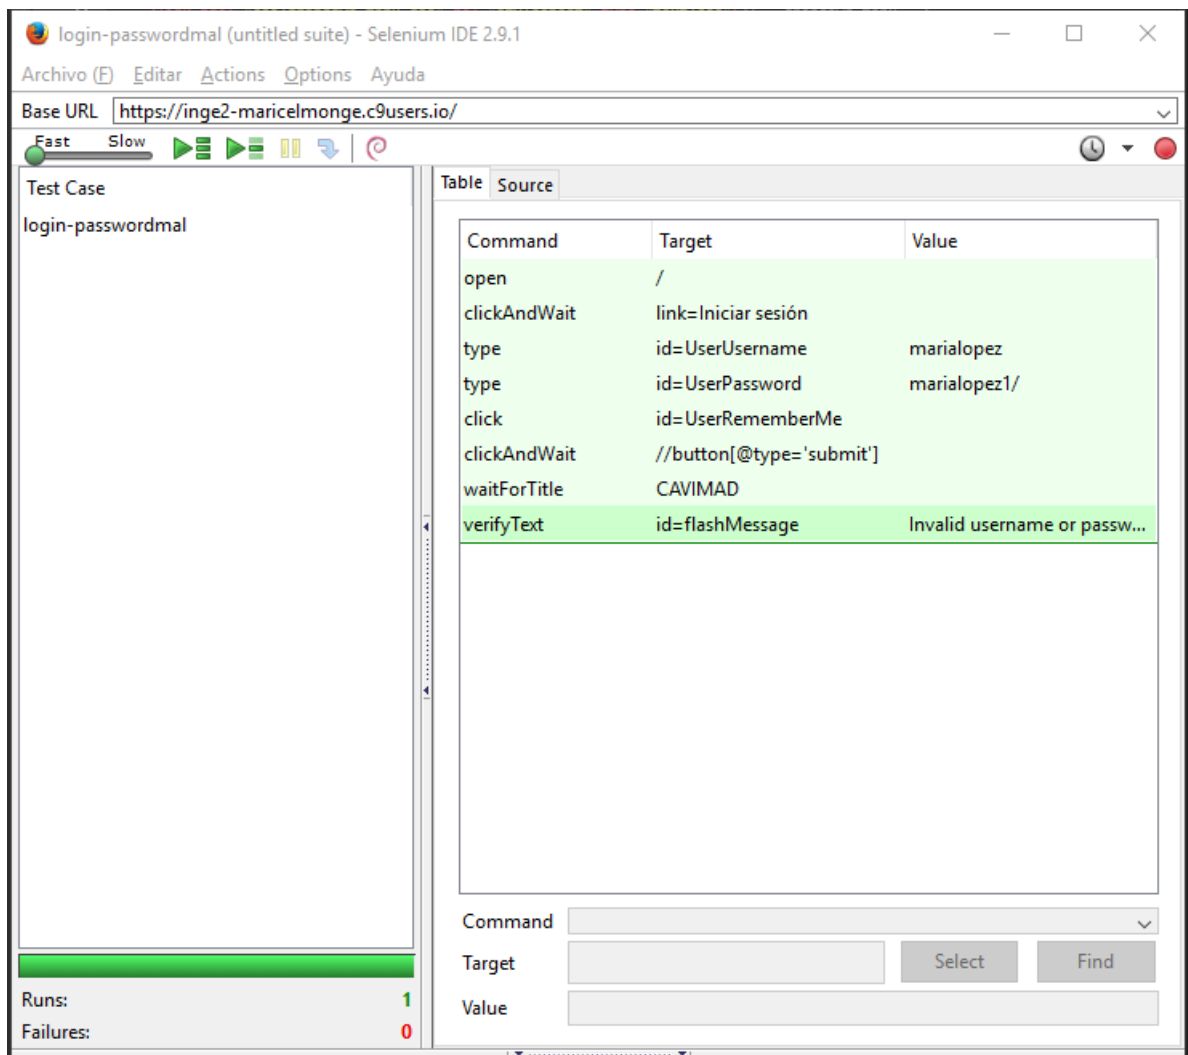 login-passwordmal (untitled suite) - Selenium IDE 2.9.1
Archivo (F) Editar Actions Options Ayuda
Base URL https://inge2-maricelmonge.c9users.io/
Fast Slow
Test Case
login-passwordmal
Runs: 1
Failures: 0
Table Source
Command Target Value
open /
clickAndWait link=Iniciar sesión
type id=UserUsername marialopez
type id=UserPassword marialopez1/
click id=UserRememberMe
clickAndWait //button[@type='submit']
waitForTitle CAVIMAD
verifyText id=flashMessage Invalid username or passw...
Command
Target Select Find
Value